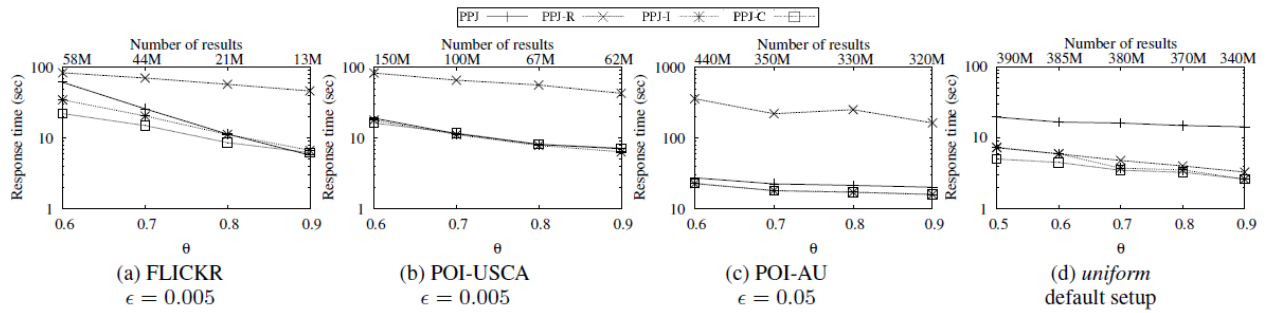 PPJ PPJ-R PPJ-I PPJ-C
Number of results
58M 44M 21M 13M
Response time (sec)
100
10
1
0.6 0.7 0.8 0.9
θ
(a) FLICKR
ϵ = 0.005
Number of results
150M 100M 67M 62M
Response time (sec)
100
10
1
0.6 0.7 0.8 0.9
θ
(b) POI-USCA
ϵ = 0.005
Number of results
440M 350M 330M 320M
Response time (sec)
1000
100
10
0.6 0.7 0.8 0.9
θ
(c) POI-AU
ϵ = 0.05
Number of results
390M 385M 380M 370M 340M
Response time (sec)
100
10
1
0.5 0.6 0.7 0.8 0.9
θ
(d) uniform
default setup